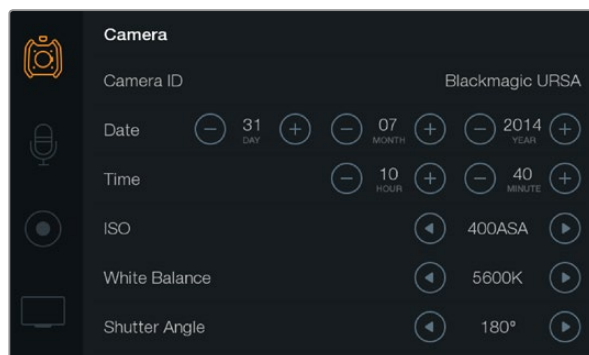 Camera
Camera ID Blackmagic URSA
Date 31 DAY 07 MONTH 2014 YEAR
Time 10 HOUR 40 MINUTE
ISO 400ASA
White Balance 5600K
Shutter Angle 180°